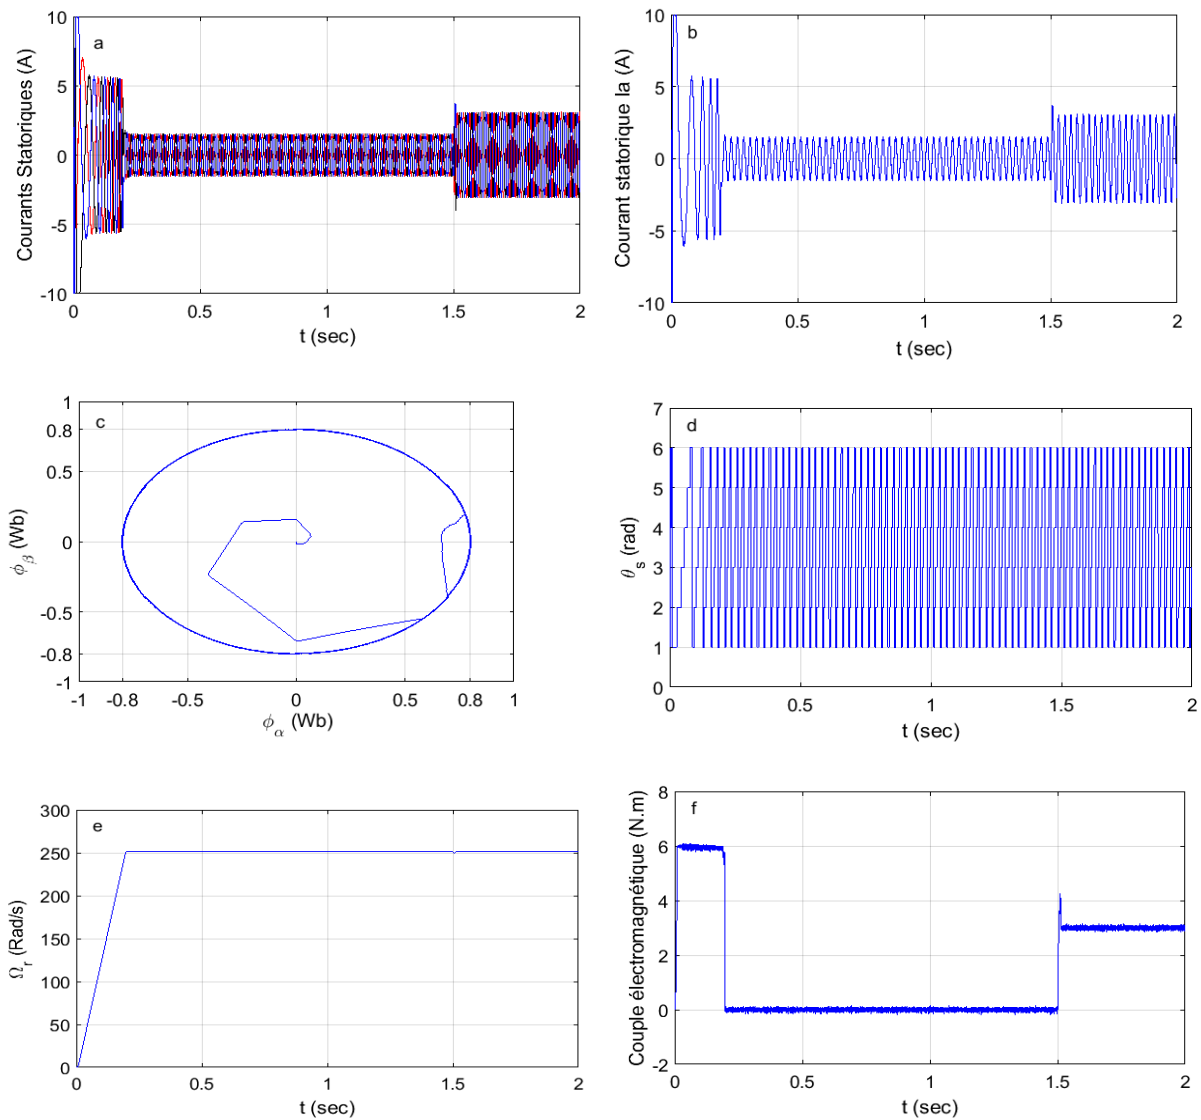 a
Courants Statoriques (A)
10
5
0
-5
-10
0 0.5 1 1.5 2
t (sec)
b
Courant statorique Ia (A)
10
5
0
-5
-10
0 0.5 1 1.5 2
t (sec)
c
ϕβ (Wb)
1
0.8
0.5
0
-0.5
-0.8
-1
-1 -0.8 -0.5 0 0.5 0.8 1
ϕα (Wb)
d
θs (rad)
7
6
5
4
3
2
1
0
0 0.5 1 1.5 2
t (sec)
e
Ωr (Rad/s)
300
250
200
150
100
50
0
0 0.5 1 1.5 2
t (sec)
f
Couple électromagnétique (N.m)
8
6
4
2
0
-2
0 0.5 1 1.5 2
t (sec)